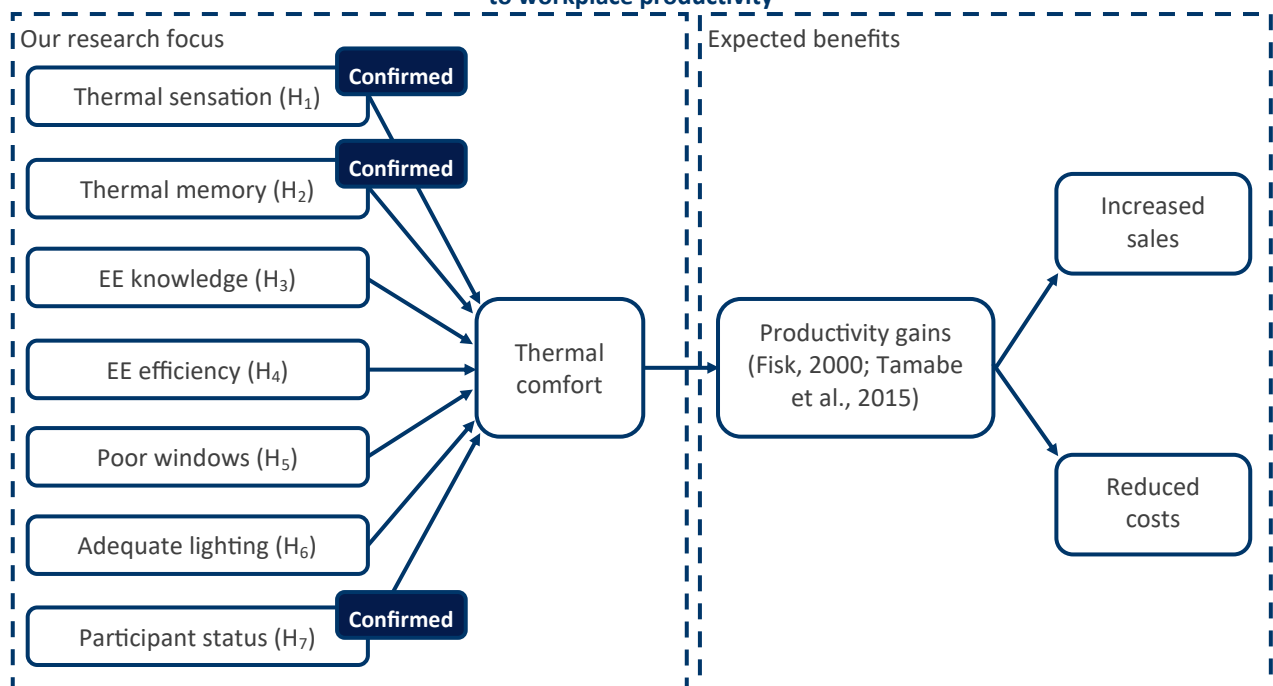 to workplace productivity
Our research focus
Expected benefits
Confirmed
Thermal sensation (H₁)
Confirmed
Thermal memory (H₂)
EE knowledge (H₃)
EE efficiency (H₄)
Poor windows (H₅)
Adequate lighting (H₆)
Confirmed
Participant status (H₇)
Thermal
comfort
Productivity gains
(Fisk, 2000; Tamabe
et al., 2015)
Increased
sales
Reduced
costs